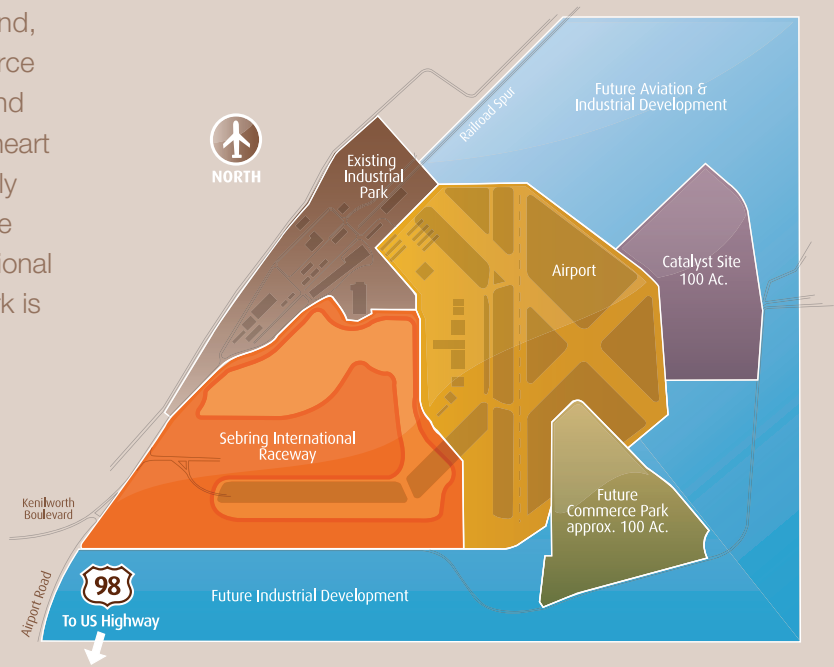 nd,
rce
nd
heart
ly
e
ional
k is
NORTH
Existing
Industrial
Park
Railroad Spur
Future Aviation &
Industrial Development
Airport
Catalyst Site
100 Ac.
Sebring International
Raceway
Future
Commerce Park
approx. 100 Ac.
Kenilworth
Boulevard
Airport Road
98
To US Highway
Future Industrial Development